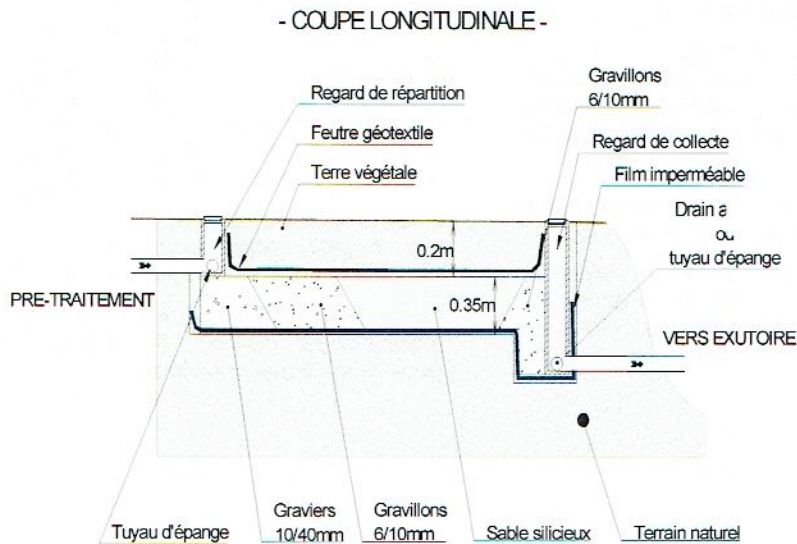 - COUPE LONGITUDINALE -
Gravillons
6/10mm
Regard de répartition
Regard de collecte
Feutre géotextile
Film imperméable
Terre végétale
Drain a
ou
tuyau d'épange
0.2m
0.35m
PRE-TRAITEMENT
VERS EXUTOIRE
Tuyau d'épange
Graviers
10/40mm
Gravillons
6/10mm
Sable silicieux
Terrain naturel